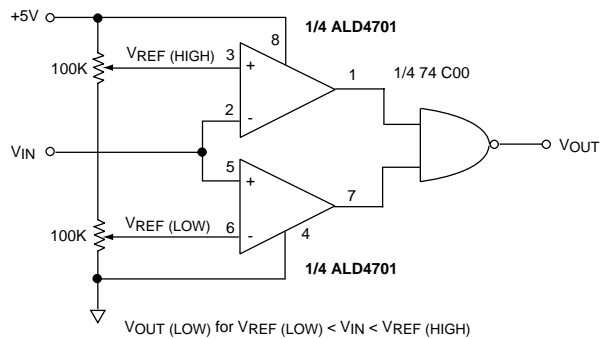 +5V
1/4 ALD4701
8
VREF (HIGH)
3
100K
+
1
1/4 74 C00
2
-
VIN
VOUT
5
+
7
VREF (LOW)
6
-
100K
4
1/4 ALD4701
VOUT (LOW) for VREF (LOW) < VIN < VREF (HIGH)